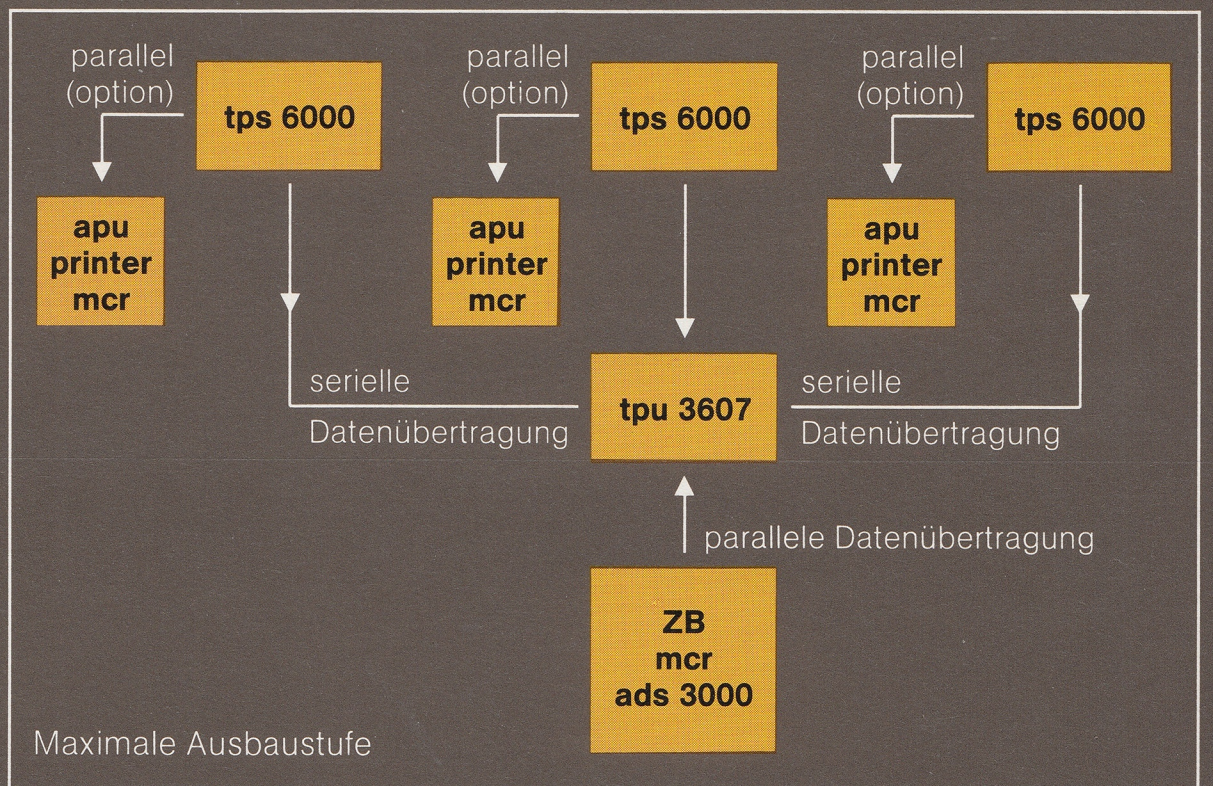 parallel
(option)
tps 6000
parallel
(option)
tps 6000
parallel
(option)
tps 6000
apu
printer
mcr
apu
printer
mcr
apu
printer
mcr
serielle
Datenübertragung
tpu 3607
serielle
Datenübertragung
parallele Datenübertragung
ZB
mcr
ads 3000
Maximale Ausbaustufe